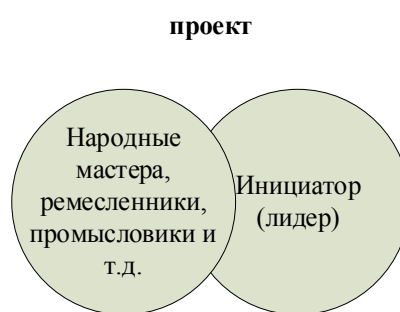 проект
Народные
мастера,
ремесленники,
промысловики и
т.д.
Инициатор
(лидер)